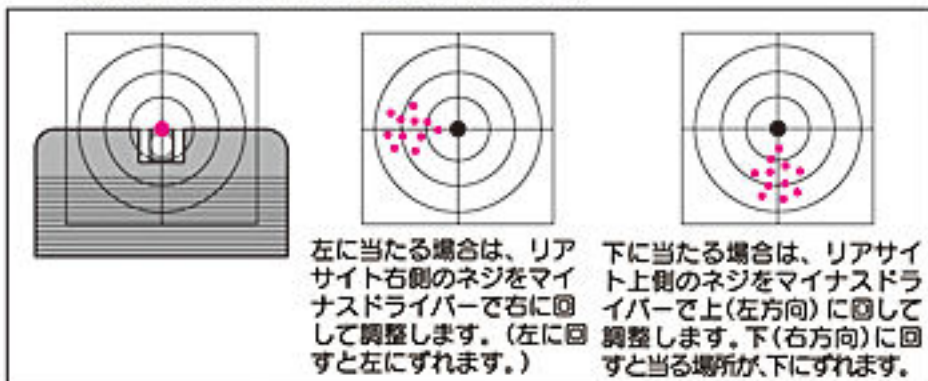 左に当たる場合は、リア
サイト右側のネジをマイ
ナスドライバーで右に回
して調整します。(左に回
すと左にずれます。)
下に当たる場合は、リアサイ
ト上側のネジをマイナスドラ
イバーで上(左方向)に回して
調整します。下(右方向)に回
すと当る場所が、下にずれます。